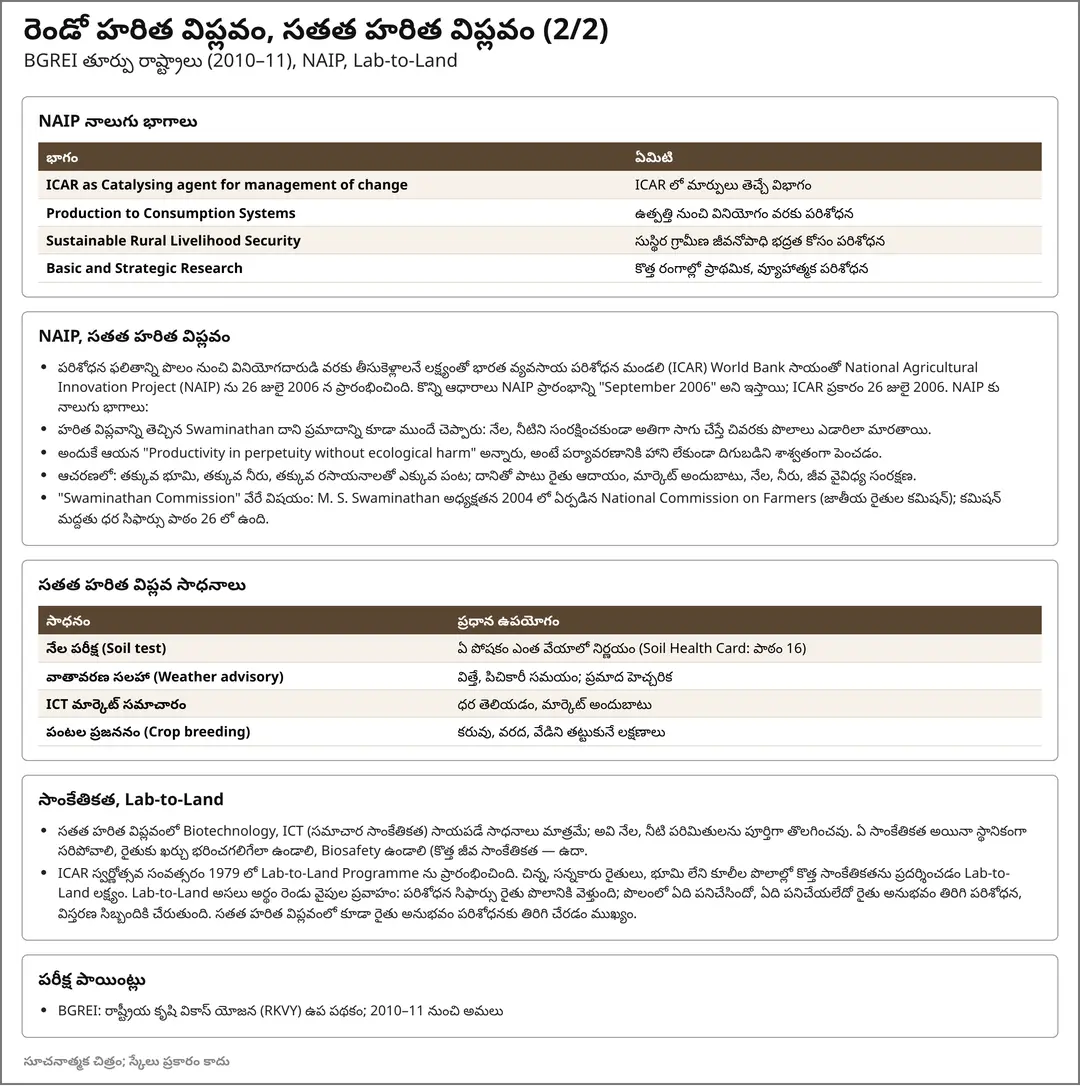 రెండో హరిత విప్లవం, సతత హరిత విప్లవం (2/2)
BGREI తూర్పు రాష్ట్రాలు (2010–11), NAIP, Lab-to-Land
NAIP నాలుగు భాగాలు
భాగం ఏమిటి
ICAR as Catalysing agent for management of change ICAR లో మార్పులు తెచ్చే విభాగం
Production to Consumption Systems ఉత్పత్తి నుంచి వినియోగం వరకు పరిశోధన
Sustainable Rural Livelihood Security సుస్థిర గ్రామీణ జీవనోపాధి భద్రత కోసం పరిశోధన
Basic and Strategic Research కొత్త రంగాల్లో ప్రాథమిక, వ్యూహాత్మక పరిశోధన
NAIP, సతత హరిత విప్లవం
• పరిశోధన ఫలితాన్ని పొలం నుంచి వినియోగదారుడి వరకు తీసుకెళ్లాలనే లక్ష్యంతో భారత వ్యవసాయ పరిశోధన మండలి (ICAR) World Bank సాయంతో National Agricultural
Innovation Project (NAIP) ను 26 జులై 2006 న ప్రారంభించింది. కొన్ని ఆధారాలు NAIP ప్రారంభాన్ని "September 2006" అని ఇస్తాయి; ICAR ప్రకారం 26 జులై 2006. NAIP కు
నాలుగు భాగాలు:
• హరిత విప్లవాన్ని తెచ్చిన Swaminathan దాని ప్రమాదాన్ని కూడా ముందే చెప్పారు: నేల, నీటిని సంరక్షించకుండా అతిగా సాగు చేస్తే చివరకు పొలాలు ఎడారిలా మారతాయి.
• అందుకే ఆయన "Productivity in perpetuity without ecological harm" అన్నారు, అంటే పర్యావరణానికి హాని లేకుండా దిగుబడిని శాశ్వతంగా పెంచడం.
• ఆచరణలో: తక్కువ భూమి, తక్కువ నీరు, తక్కువ రసాయనాలతో ఎక్కువ పంట; దానితో పాటు రైతు ఆదాయం, మార్కెట్ అందుబాటు, నేల, నీరు, జీవ వైవిధ్య సంరక్షణ.
• "Swaminathan Commission" వేరే విషయం: M. S. Swaminathan అధ్యక్షతన 2004 లో ఏర్పడిన National Commission on Farmers (జాతీయ రైతుల కమిషన్); కమిషన్
మద్దతు ధర సిఫార్సు పాఠం 26 లో ఉంది.
సతత హరిత విప్లవ సాధనాలు
సాధనం ప్రధాన ఉపయోగం
నేల పరీక్ష (Soil test) ఏ పోషకం ఎంత వేయాలో నిర్ణయం (Soil Health Card: పాఠం 16)
వాతావరణ సలహా (Weather advisory) విత్తే, పిచికారీ సమయం; ప్రమాద హెచ్చరిక
ICT మార్కెట్ సమాచారం ధర తెలియడం, మార్కెట్ అందుబాటు
పంటల ప్రజననం (Crop breeding) కరువు, వరద, వేడిని తట్టుకునే లక్షణాలు
సాంకేతికత, Lab-to-Land
• సతత హరిత విప్లవంలో Biotechnology, ICT (సమాచార సాంకేతికత) సాయపడే సాధనాలు మాత్రమే; అవి నేల, నీటి పరిమితులను పూర్తిగా తొలగించవు. ఏ సాంకేతికత అయినా స్థానికంగా
సరిపోవాలి, రైతుకు ఖర్చు భరించగలిగేలా ఉండాలి, Biosafety ఉండాలి (కొత్త జీవ సాంకేతికత — ఉదా.
• ICAR స్వర్ణోత్సవ సంవత్సరం 1979 లో Lab-to-Land Programme ను ప్రారంభించింది. చిన్న, సన్నకారు రైతులు, భూమి లేని కూలీల పొలాల్లో కొత్త సాంకేతికతను ప్రదర్శించడం Lab-to-
Land లక్ష్యం. Lab-to-Land అసలు అర్థం రెండు వైపుల ప్రవాహం: పరిశోధన సిఫార్సు రైతు పొలానికి వెళ్తుంది; పొలంలో ఏది పనిచేసిందో, ఏది పనిచేయలేదో రైతు అనుభవం తిరిగి పరిశోధన,
విస్తరణ సిబ్బందికి చేరుతుంది. సతత హరిత విప్లవంలో కూడా రైతు అనుభవం పరిశోధనకు తిరిగి చేరడం ముఖ్యం.
పరీక్ష పాయింట్లు
• BGREI: రాష్ట్రీయ కృషి వికాస్ యోజన (RKVY) ఉప పథకం; 2010–11 నుంచి అమలు
సూచనాత్మక చిత్రం; స్కేలు ప్రకారం కాదు